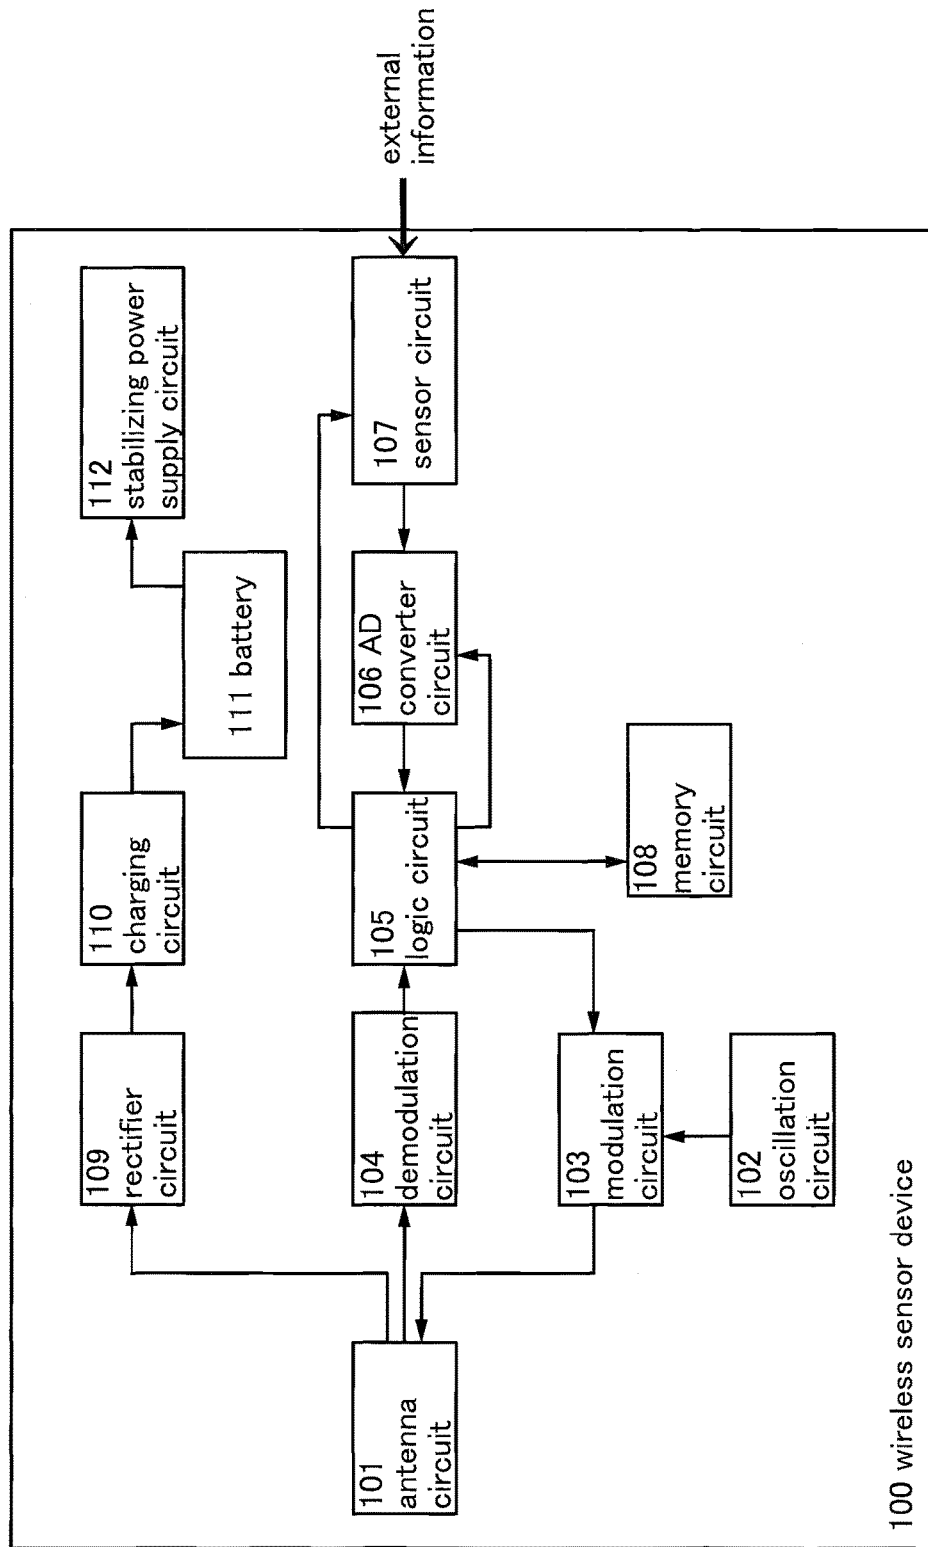 109
rectifier
circuit
110
charging
circuit
111 battery
112
stabilizing power
supply circuit
101
antenna
circuit
104
demodulation
circuit
105
logic circuit
106 AD
converter
circuit
107
sensor circuit
external
information
103
modulation
circuit
108
memory
circuit
102
oscillation
circuit
100 wireless sensor device